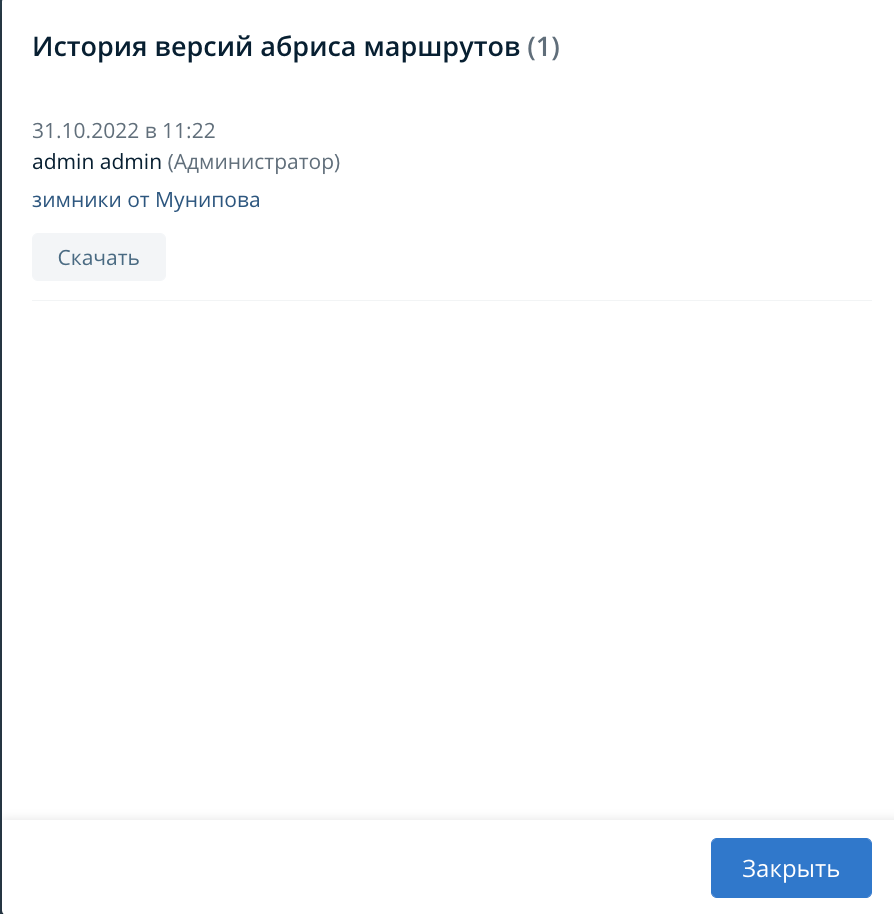 История версий абриса маршрутов (1)
31.10.2022 в 11:22
admin admin (Администратор)
зимники от Мунипова
Скачать
Закрыть